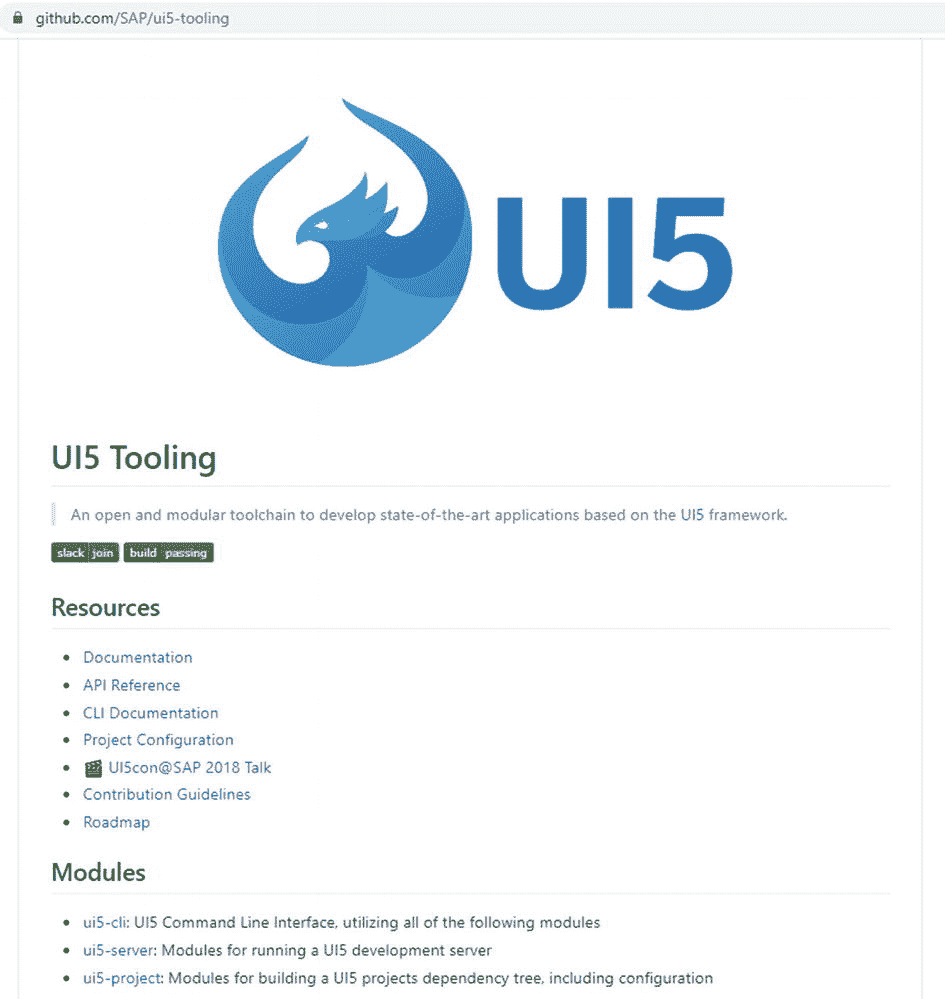 github.com/SAP/ui5-tooling
UI5
UI5 Tooling
An open and modular toolchain to develop state-of-the-art applications based on the UI5 framework.
slack join build passing
Resources
Documentation
API Reference
CLI Documentation
Project Configuration
UI5con@SAP 2018 Talk
Contribution Guidelines
Roadmap
Modules
ui5-cli: UI5 Command Line Interface, utilizing all of the following modules
ui5-server: Modules for running a UI5 development server
ui5-project: Modules for building a UI5 projects dependency tree, including configuration